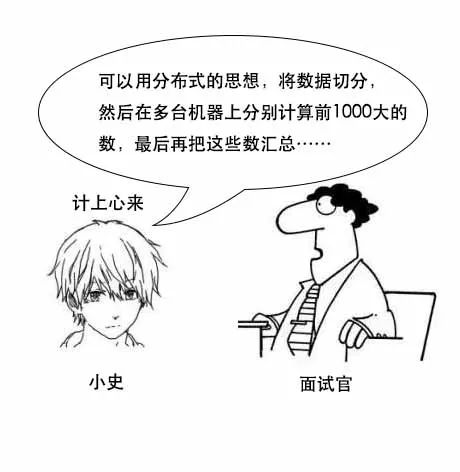 可以用分布式的思想，将数据切分，
然后在多台机器上分别计算前1000大的
数，最后再把这些数汇总……
计上心来
小史
面试官